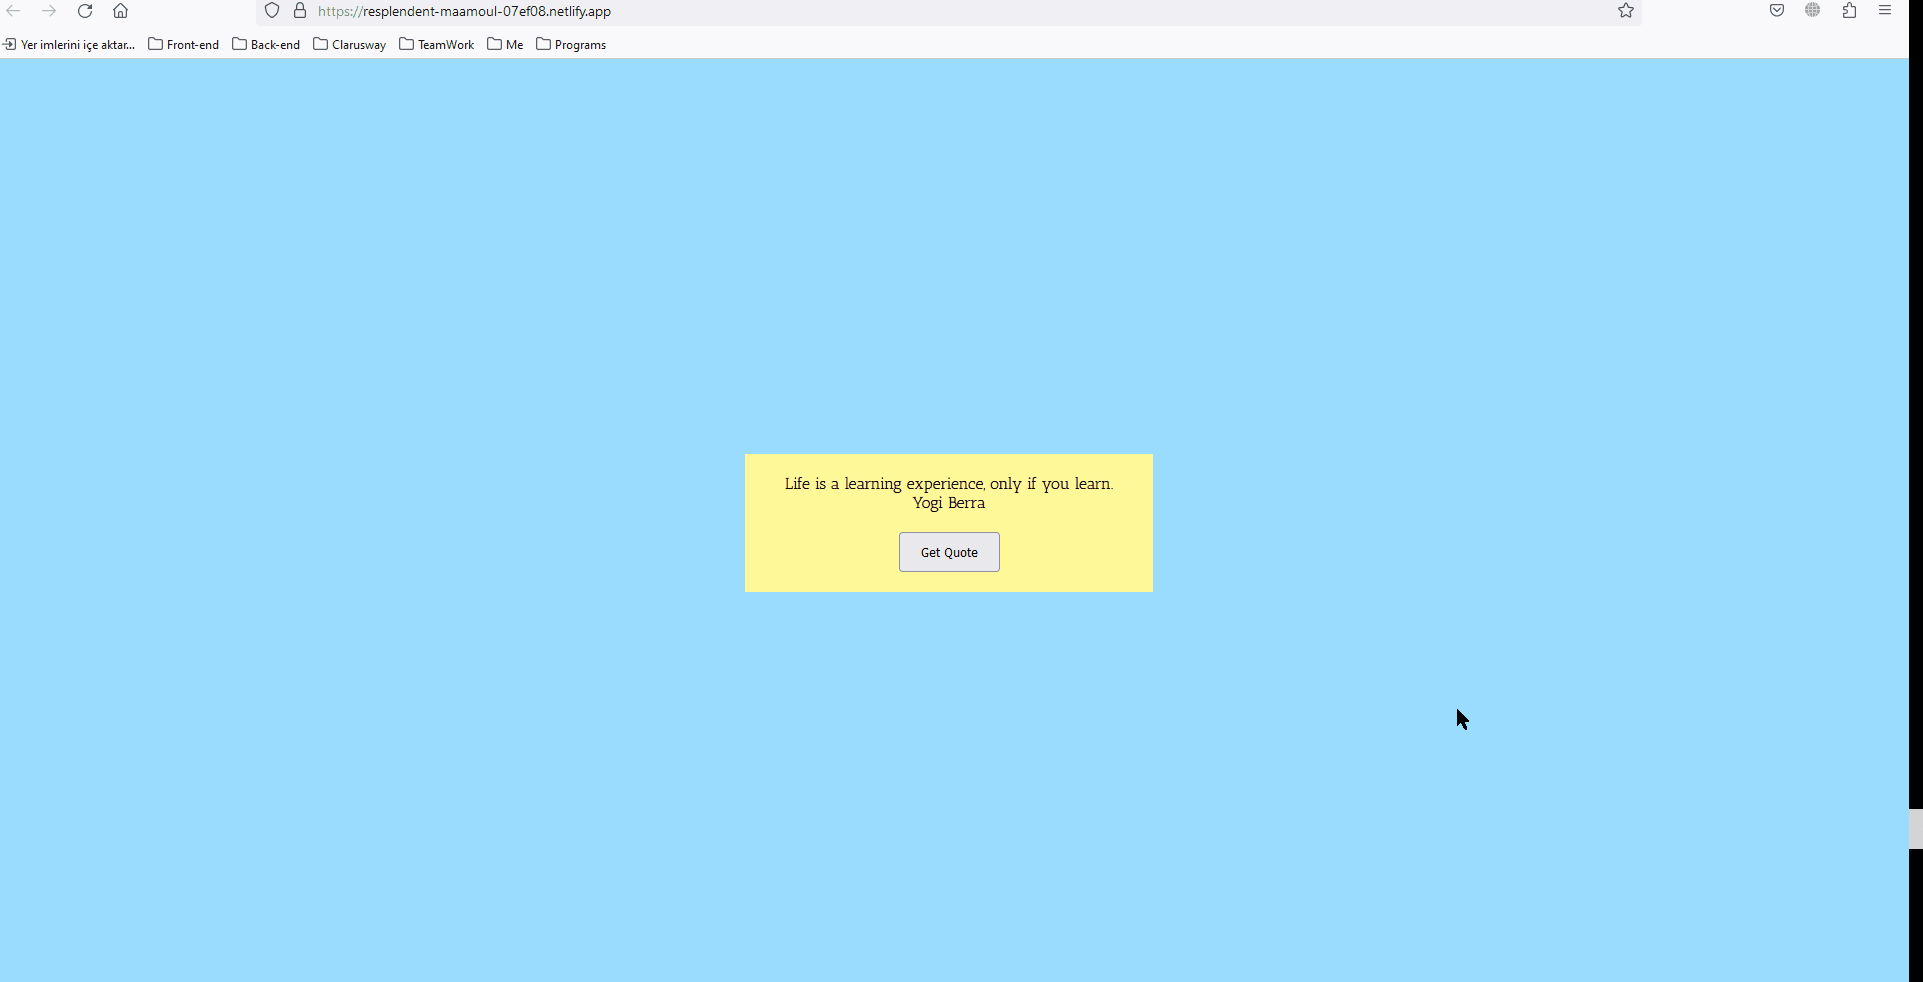 https://resplendent-maamoul-07ef08.netlify.app
Yer imlerini içe aktar... Front-end Back-end Clarusway TeamWork Me Programs
Life is a learning experience, only if you learn.
Yogi Berra
Get Quote